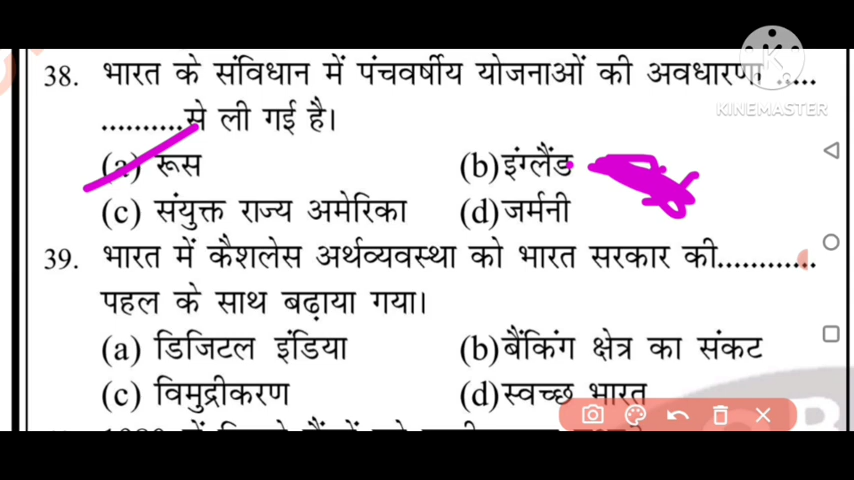 38. भारत के संविधान में पंचवर्षीय योजनाओं की अवधारणा .....
...........से ली गई है।
(a) रूस (b) इंग्लैंड
(c) संयुक्त राज्य अमेरिका (d) जर्मनी
39. भारत में कैशलेस अर्थव्यवस्था को भारत सरकार की............
पहल के साथ बढ़ाया गया।
(a) डिजिटल इंडिया (b) बैंकिंग क्षेत्र का संकट
(c) विमुद्रीकरण (d) स्वच्छ भारत
K
KINEMASTER